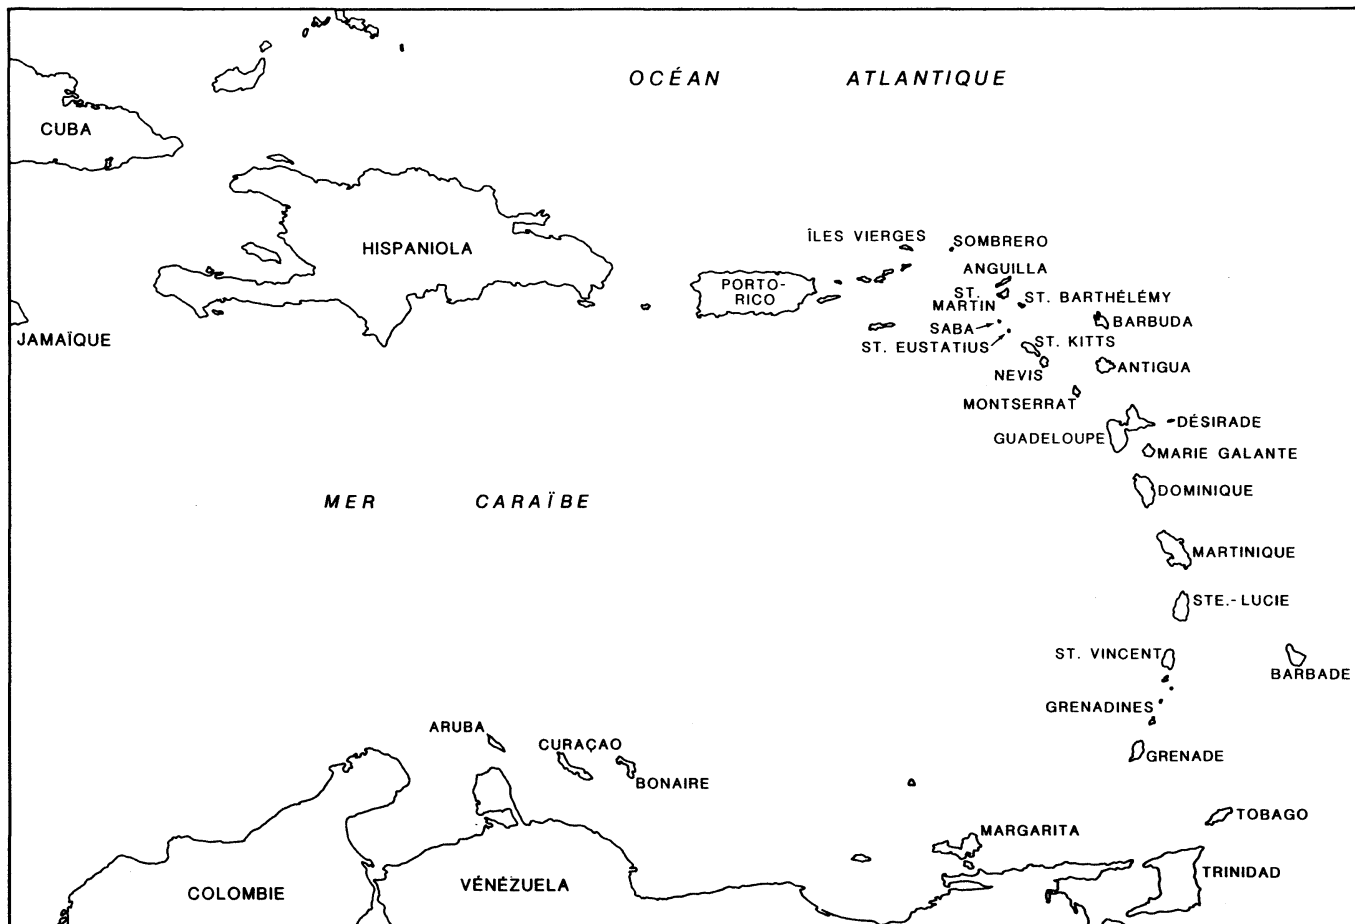 OCÉAN ATLANTIQUE
CUBA
HISPANIOLA
ÎLES VIERGES
SOMBRERO
ANGUILLA
PORTO-
RICO
ST.
MARTIN
ST. BARTHÉLÉMY
JAMAÏQUE
SABA
BARBUDA
ST. EUSTATIUS
ST. KITTS
NEVIS
ANTIGUA
MONTSERRAT
GUADELOUPE
DÉSIRADE
MARIE GALANTE
MER CARAÏBE
DOMINIQUE
MARTINIQUE
STE.-LUCIE
ST. VINCENT
BARBADE
GRENADINES
ARUBA
CURAÇAO
BONAIRE
GRENADE
TOBAGO
MARGARITA
TRINIDAD
COLOMBIE
VÉNÉZUELA